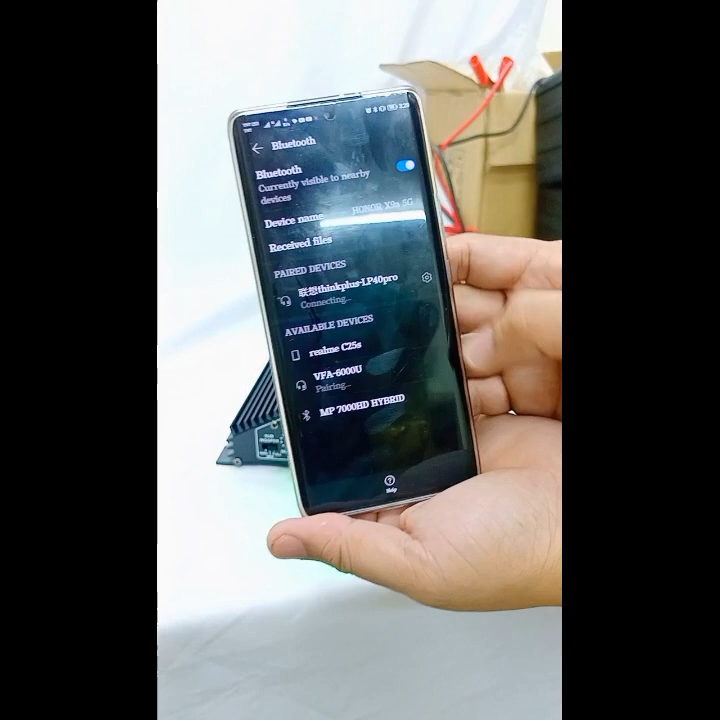 Bluetooth
Bluetooth
Currently visible to nearby
devices
Device name HONOR X9a 5G
Received files
PAIRED DEVICES
联想thinkplus-LP40pro
Connecting...
AVAILABLE DEVICES
realme C25s
VFA-6000U
Pairing...
MP 7000HD HYBRID
Help